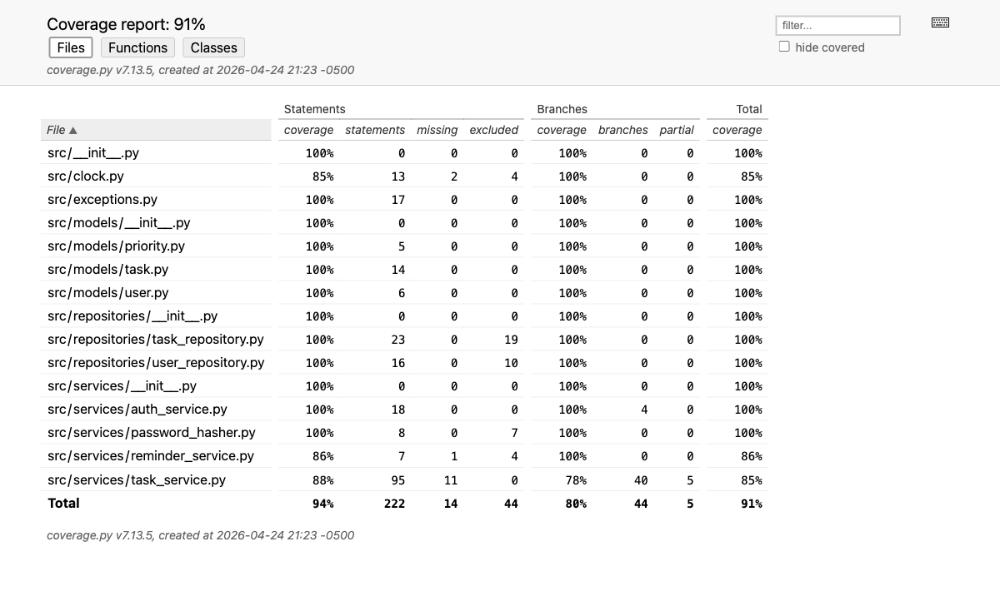 Coverage report: 91%
filter...
Files Functions Classes
hide covered
coverage.py v7.13.5, created at 2026-04-24 21:23 -0500
Statements Branches Total
File ▲ coverage statements missing excluded coverage branches partial coverage
src/__init__.py 100% 0 0 0 100% 0 0 100%
src/clock.py 85% 13 2 4 100% 0 0 85%
src/exceptions.py 100% 17 0 0 100% 0 0 100%
src/models/__init__.py 100% 0 0 0 100% 0 0 100%
src/models/priority.py 100% 5 0 0 100% 0 0 100%
src/models/task.py 100% 14 0 0 100% 0 0 100%
src/models/user.py 100% 6 0 0 100% 0 0 100%
src/repositories/__init__.py 100% 0 0 0 100% 0 0 100%
src/repositories/task_repository.py 100% 23 0 19 100% 0 0 100%
src/repositories/user_repository.py 100% 16 0 10 100% 0 0 100%
src/services/__init__.py 100% 0 0 0 100% 0 0 100%
src/services/auth_service.py 100% 18 0 0 100% 4 0 100%
src/services/password_hasher.py 100% 8 0 7 100% 0 0 100%
src/services/reminder_service.py 86% 7 1 4 100% 0 0 86%
src/services/task_service.py 88% 95 11 0 78% 40 5 85%
Total 94% 222 14 44 80% 44 5 91%
coverage.py v7.13.5, created at 2026-04-24 21:23 -0500